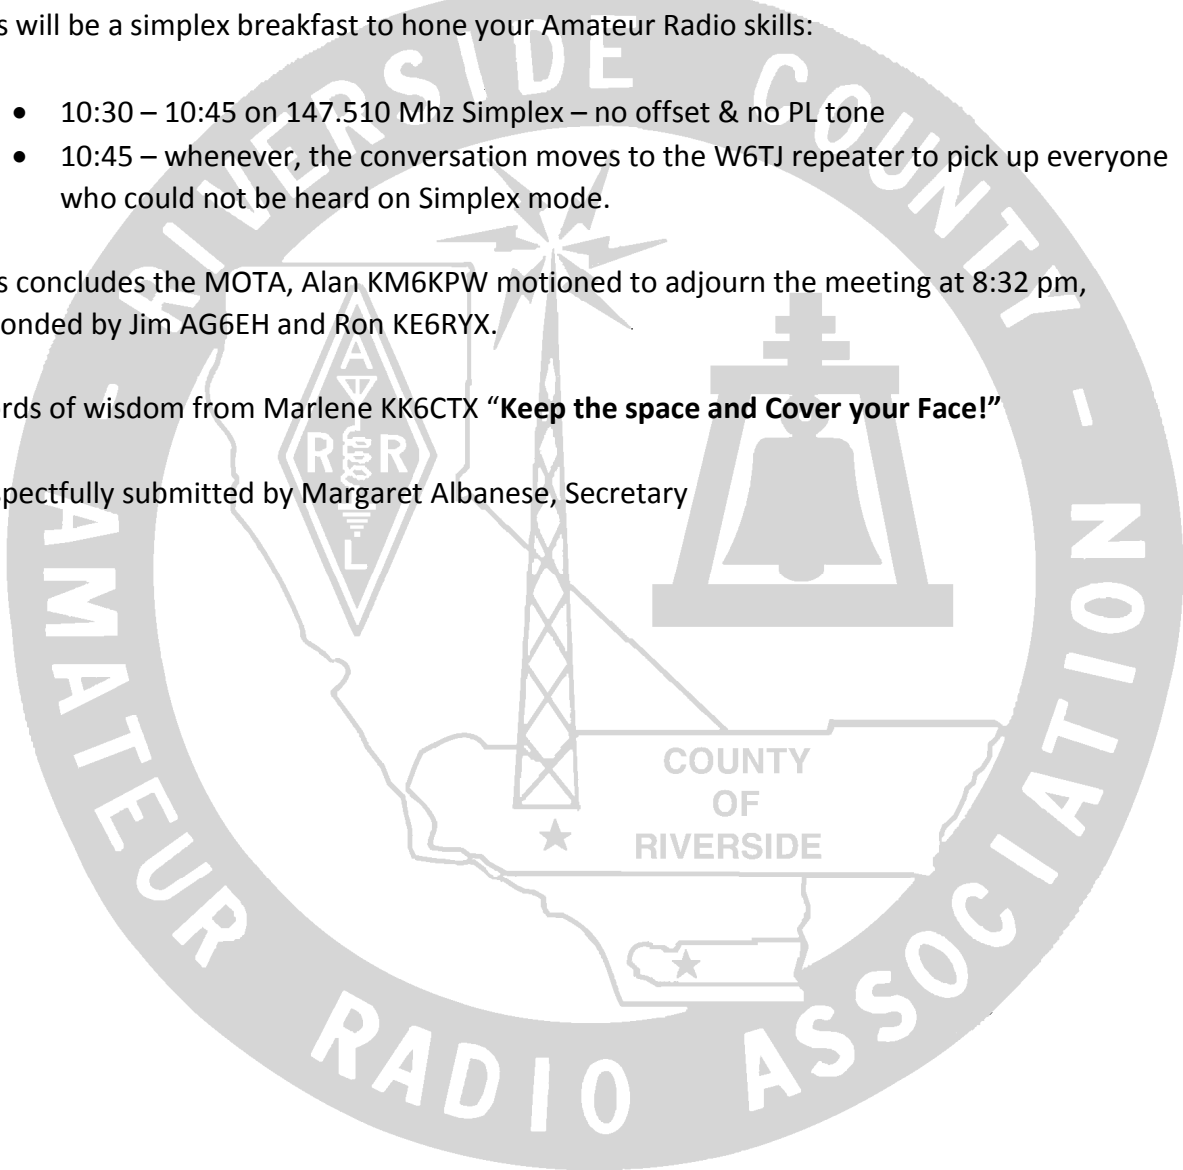 s will be a simplex breakfast to hone your Amateur Radio skills:
• 10:30 – 10:45 on 147.510 Mhz Simplex – no offset & no PL tone
• 10:45 – whenever, the conversation moves to the W6TJ repeater to pick up everyone
who could not be heard on Simplex mode.
s concludes the MOTA, Alan KM6KPW motioned to adjourn the meeting at 8:32 pm,
onded by Jim AG6EH and Ron KE6RYX.
rds of wisdom from Marlene KK6CTX “Keep the space and Cover your Face!”
spectfully submitted by Margaret Albanese, Secretary
- RIVERSIDE COUNTY -
AMATEUR RADIO ASSOCIATION
A
R R
L
COUNTY
OF
RIVERSIDE